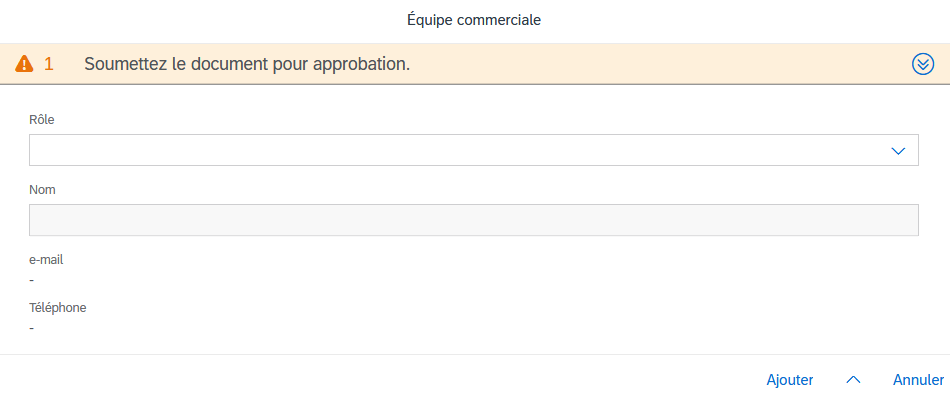 Équipe commerciale
1 Soumettez le document pour approbation.
Rôle
Nom
e-mail
-
Téléphone
-
Ajouter Annuler